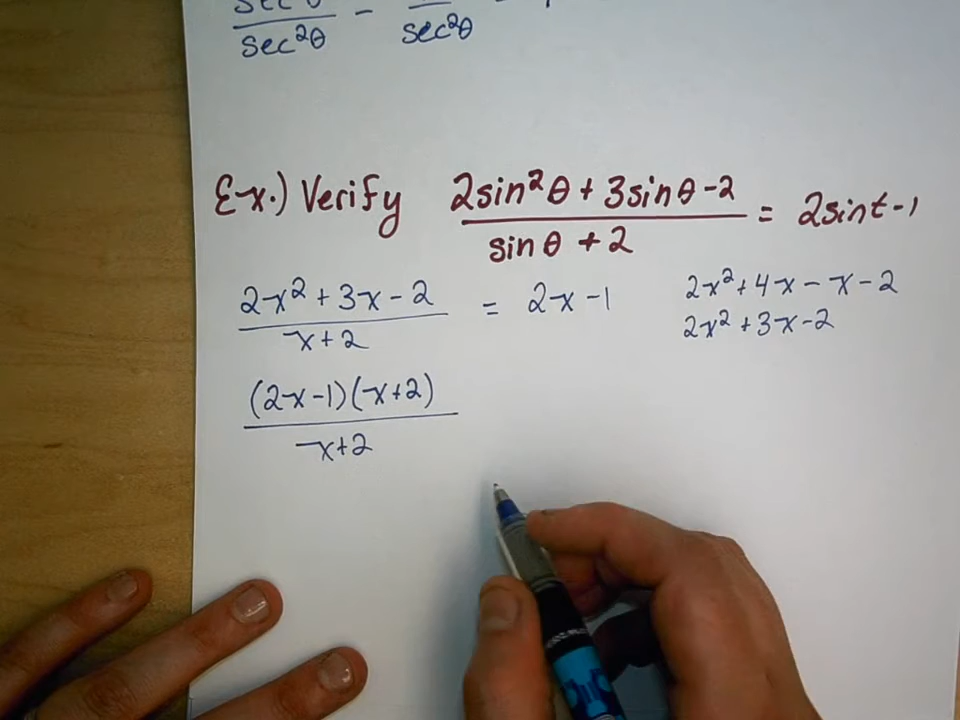 sec²θ
sec²θ - sec²θ
Ex.) Verify 2sin²θ + 3sinθ - 2 = 2sint - 1
sinθ + 2
2x² + 3x - 2 = 2x - 1
x + 2
2x² + 4x - x - 2
2x² + 3x - 2
(2x - 1)(x + 2)
x + 2